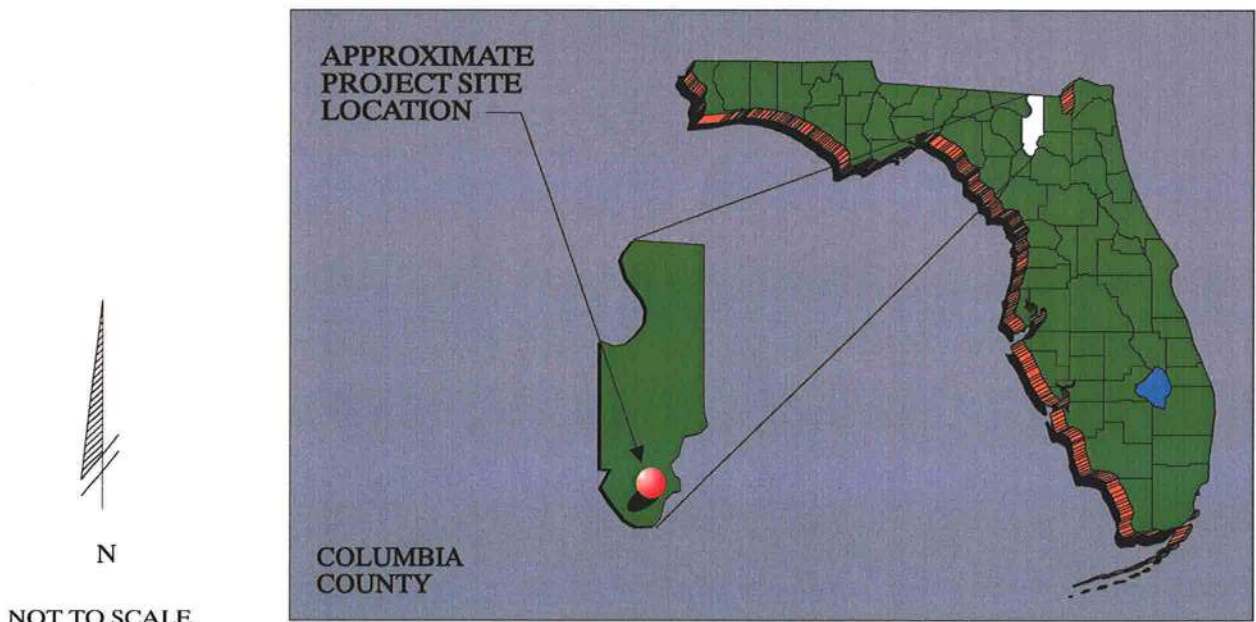 APPROXIMATE
PROJECT SITE
LOCATION
COLUMBIA
COUNTY
N
NOT TO SCALE